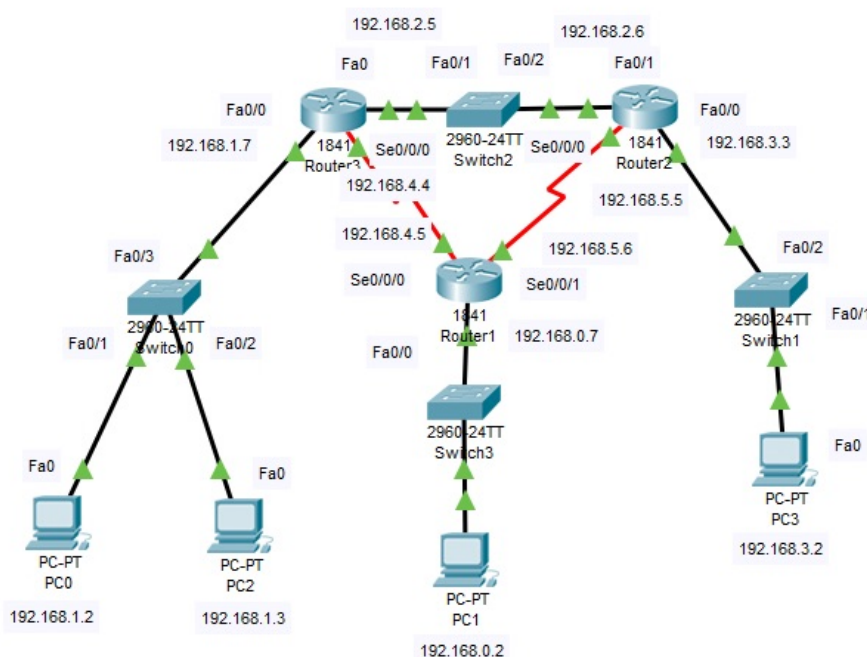 192.168.2.5
192.168.2.6
Fa0
Fa0/1
Fa0/2
Fa0/1
Fa0/0
Fa0/0
192.168.1.7
1841
Router3
Se0/0/0
2960-24TT
Switch2
Se0/0/0
1841
Router2
192.168.3.3
192.168.4.4
192.168.5.5
192.168.4.5
192.168.5.6
Fa0/3
Fa0/2
Se0/0/0
Se0/0/1
1841
Router1
192.168.0.7
2960-24TT
Switch0
Fa0/1
Fa0/2
Fa0/0
2960-24TT
Switch1
Fa0/1
2960-24TT
Switch3
Fa0
Fa0
Fa0
PC-PT
PC3
192.168.3.2
PC-PT
PC0
192.168.1.2
PC-PT
PC2
192.168.1.3
PC-PT
PC1
192.168.0.2